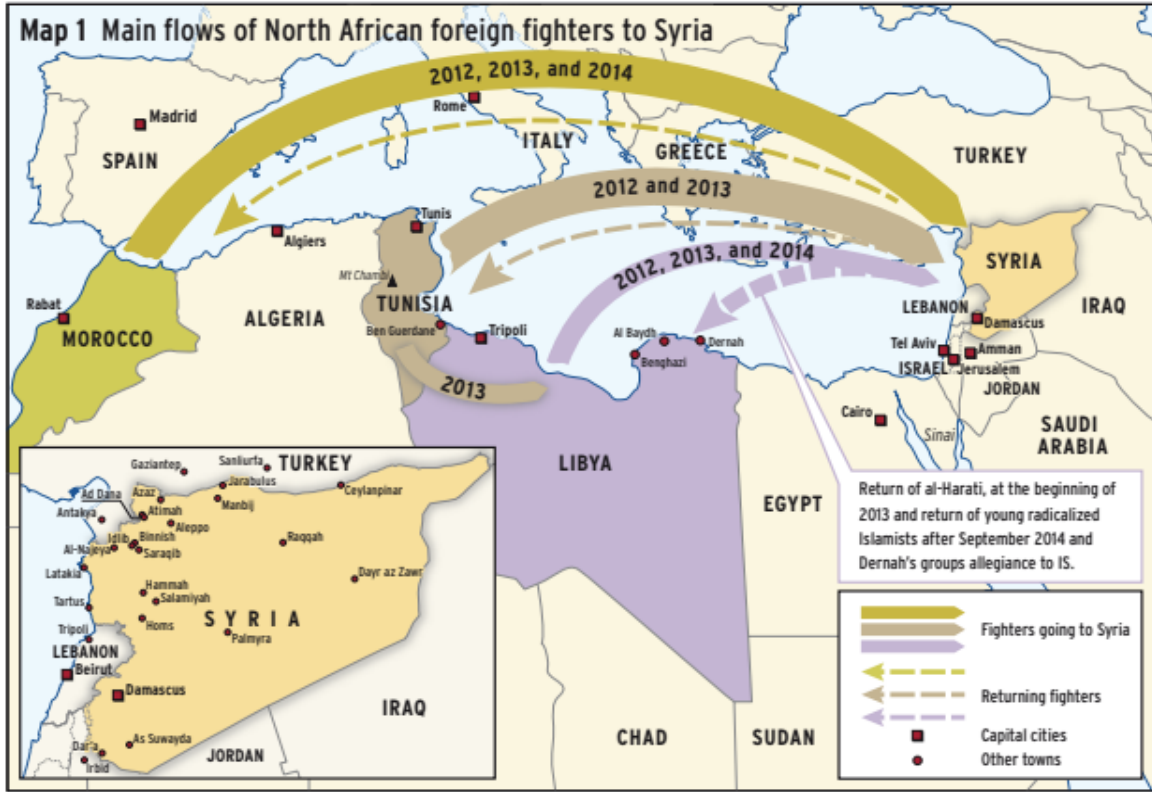 Map 1 Main flows of North African foreign fighters to Syria
2012, 2013, and 2014
Rome
Madrid
ITALY
SPAIN
GREECE
TURKEY
2012 and 2013
Tunis
Algiers
2012, 2013, and 2014
Mt Chambi
SYRIA
TUNISIA
Rabat
ALGERIA
LEBANON
IRAQ
Damascus
Ben Guerdane
Tripoli
Al Baydh
Dernah
MOROCCO
Tel Aviv
Amman
Benghazi
ISRAEL
Jerusalem
2013
JORDAN
Cairo
Sinai
SAUDI
ARABIA
LIBYA
EGYPT
Return of al-Harati, at the beginning of
2013 and return of young radicalized
Islamists after September 2014 and
Dernah's groups allegiance to IS.
CHAD
SUDAN
Fighters going to Syria
Returning fighters
Capital cities
Other towns
Gaziantep
Sanliurfa
TURKEY
Jarabulus
Ceylanpinar
Ad Dana
Azaz
Manbij
Antakya
Atimah
Aleppo
Idlib
Binnish
Raqqah
Al-Najeya
Saraqib
Latakia
Dayr az Zawr
Hammah
Salamiyah
Tartus
SYRIA
Homs
Palmyra
Tripoli
LEBANON
Beirut
Damascus
IRAQ
As Suwayda
Dar'a
JORDAN
Irbid